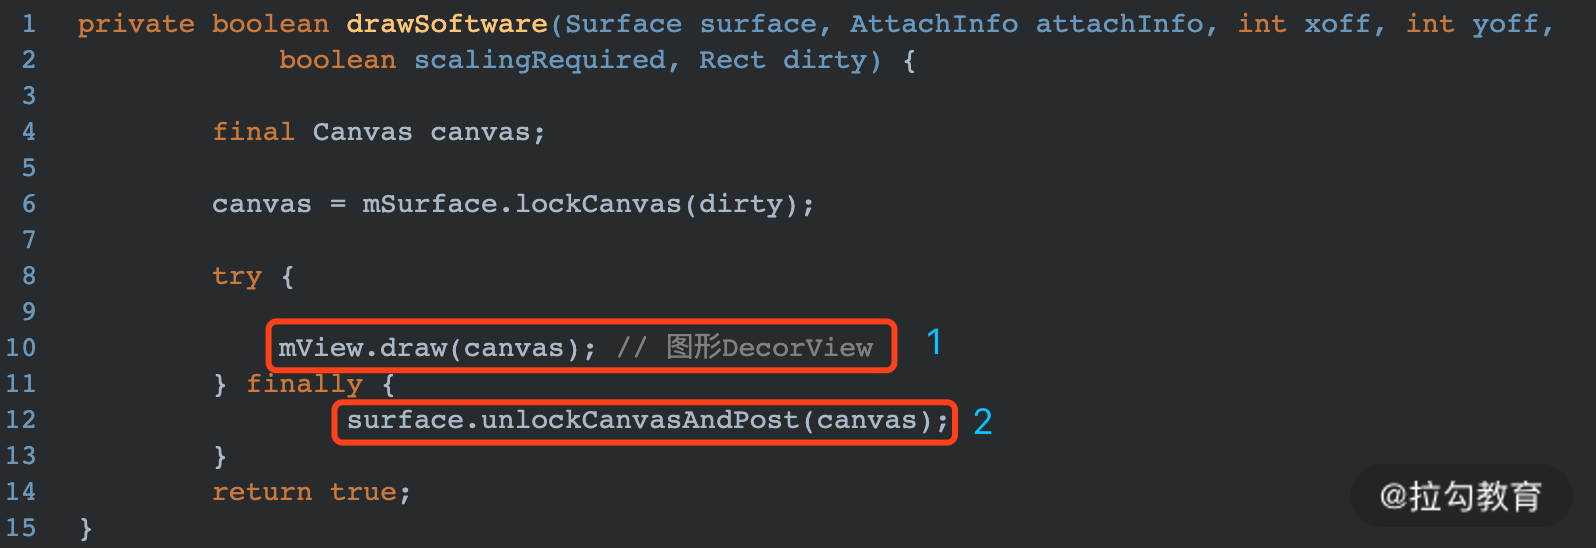 1 private boolean drawSoftware(Surface surface, AttachInfo attachInfo, int xoff, int yoff,
2 boolean scalingRequired, Rect dirty) {
3
4 final Canvas canvas;
5
6 canvas = mSurface.lockCanvas(dirty);
7
8 try {
9
10 mView.draw(canvas); // 图形DecorView 1
11 } finally {
12 surface.unlockCanvasAndPost(canvas); 2
13 }
14 return true;
15 }
@拉勾教育